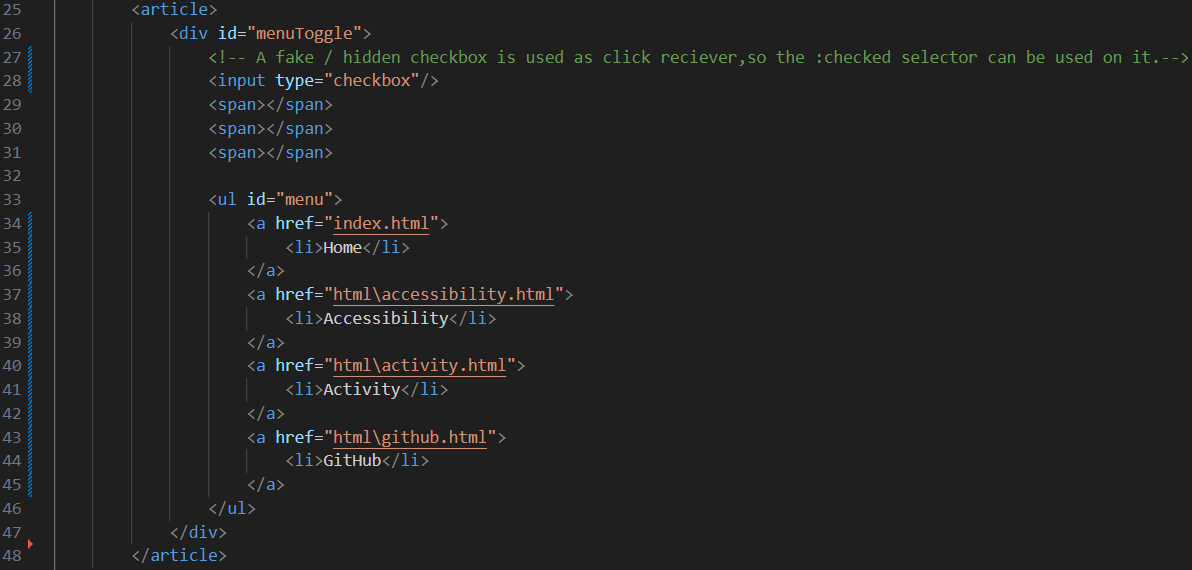 25 <article>
26 <div id="menuToggle">
27 <!-- A fake / hidden checkbox is used as click reciever,so the :checked selector can be used on it.-->
28 <input type="checkbox"/>
29 <span></span>
30 <span></span>
31 <span></span>
32
33 <ul id="menu">
34 <a href="index.html">
35 <li>Home</li>
36 </a>
37 <a href="html\accessibility.html">
38 <li>Accessibility</li>
39 </a>
40 <a href="html\activity.html">
41 <li>Activity</li>
42 </a>
43 <a href="html\github.html">
44 <li>GitHub</li>
45 </a>
46 </ul>
47 </div>
48 </article>